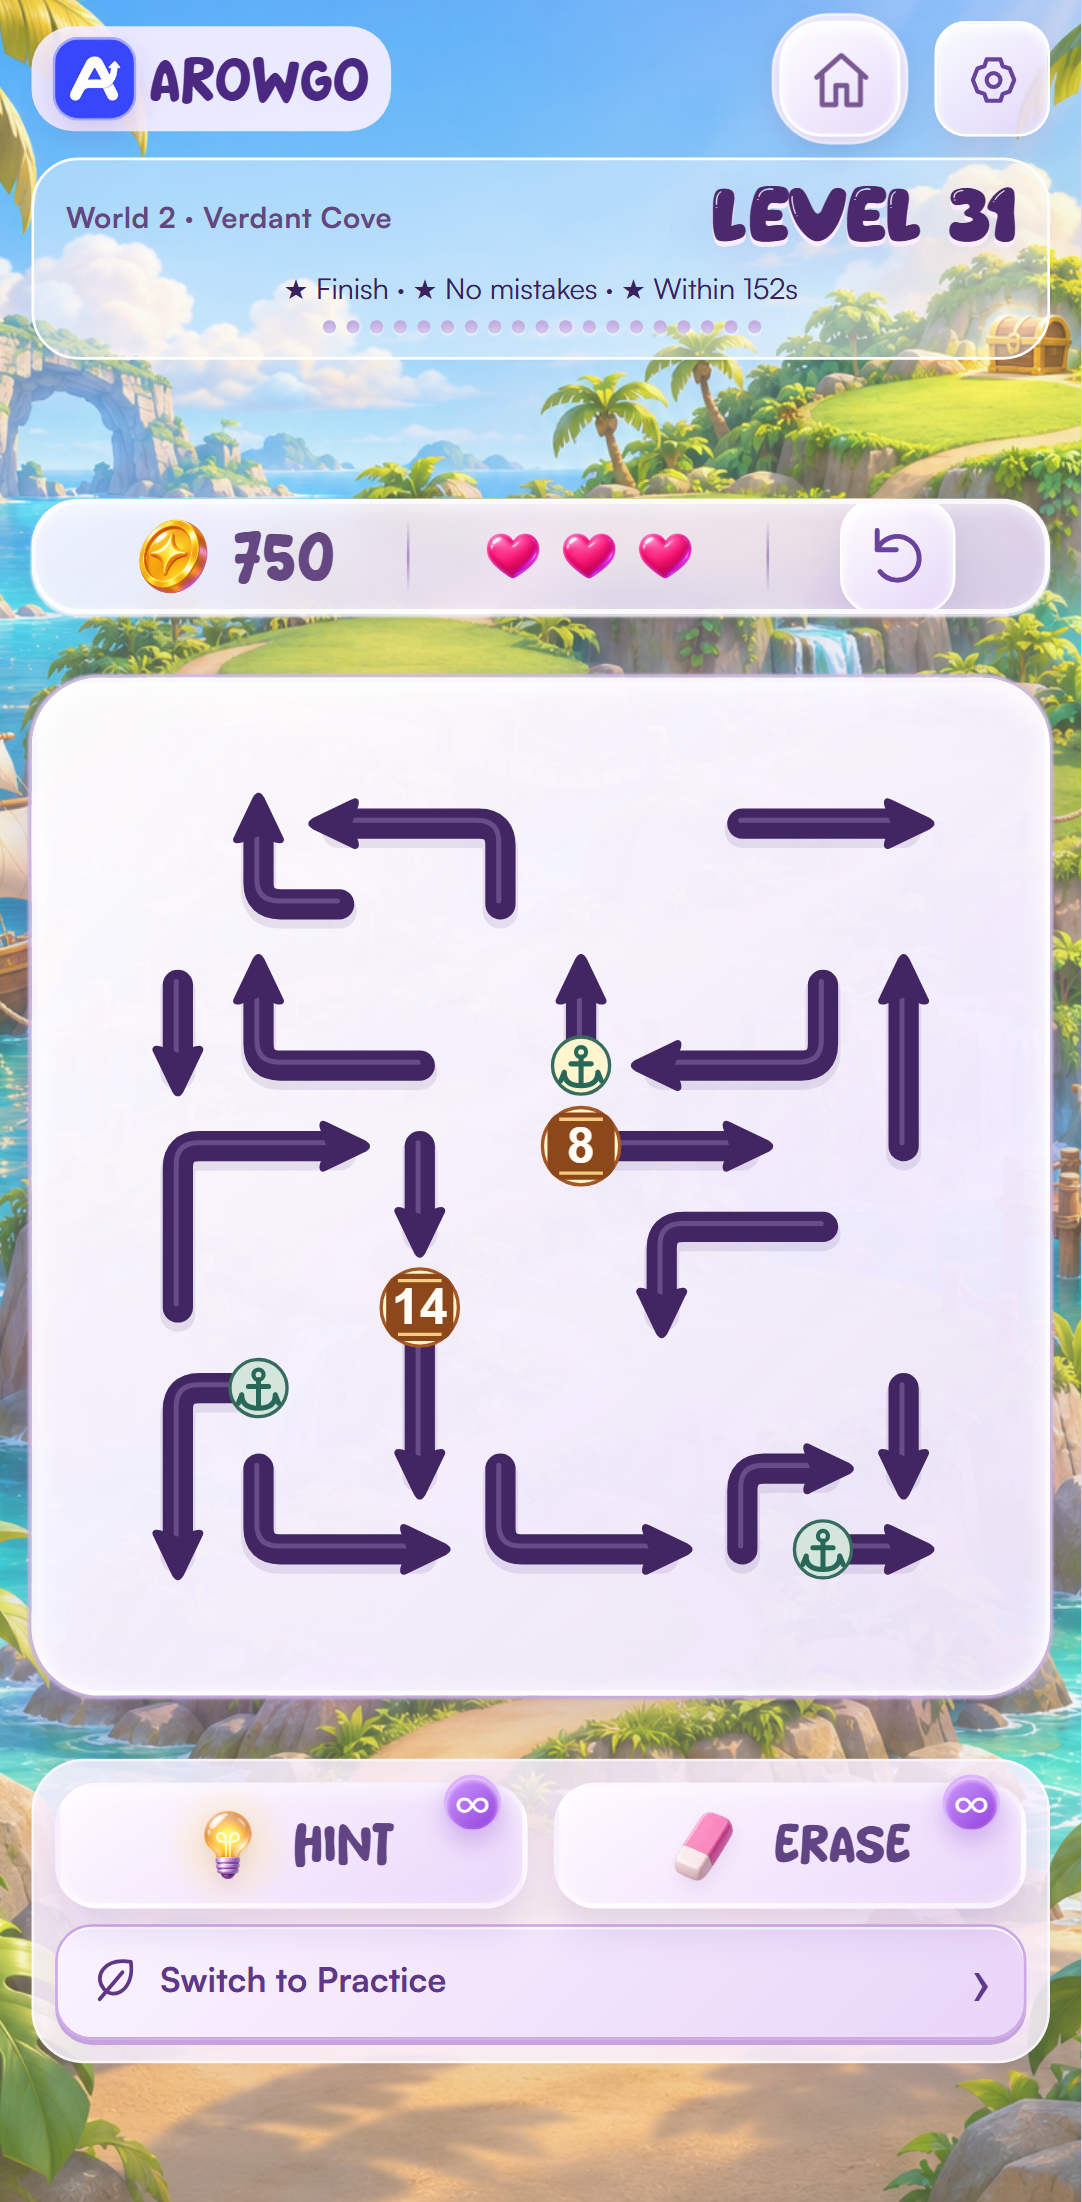 AROWGO
World 2 • Verdant Cove
LEVEL 31
★ Finish • ★ No mistakes • ★ Within 152s
750
8
14
HINT
ERASE
Switch to Practice